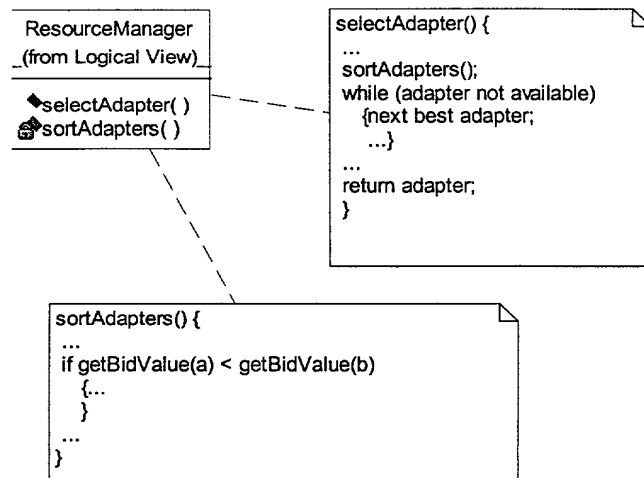 ResourceManager
(from Logical View)
selectAdapter( )
sortAdapters( )
selectAdapter() {
...
sortAdapters();
while (adapter not available)
{next best adapter;
...}
...
return adapter;
}
sortAdapters() {
...
if getBidValue(a) < getBidValue(b)
{...
}
...
}